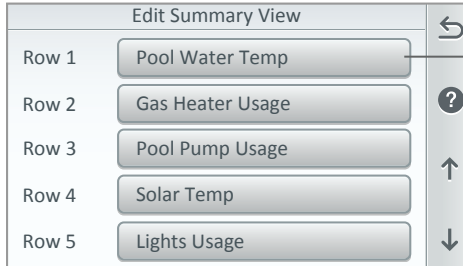 Edit Summary View
Row 1 Pool Water Temp
Row 2 Gas Heater Usage
Row 3 Pool Pump Usage
Row 4 Solar Temp
Row 5 Lights Usage
?